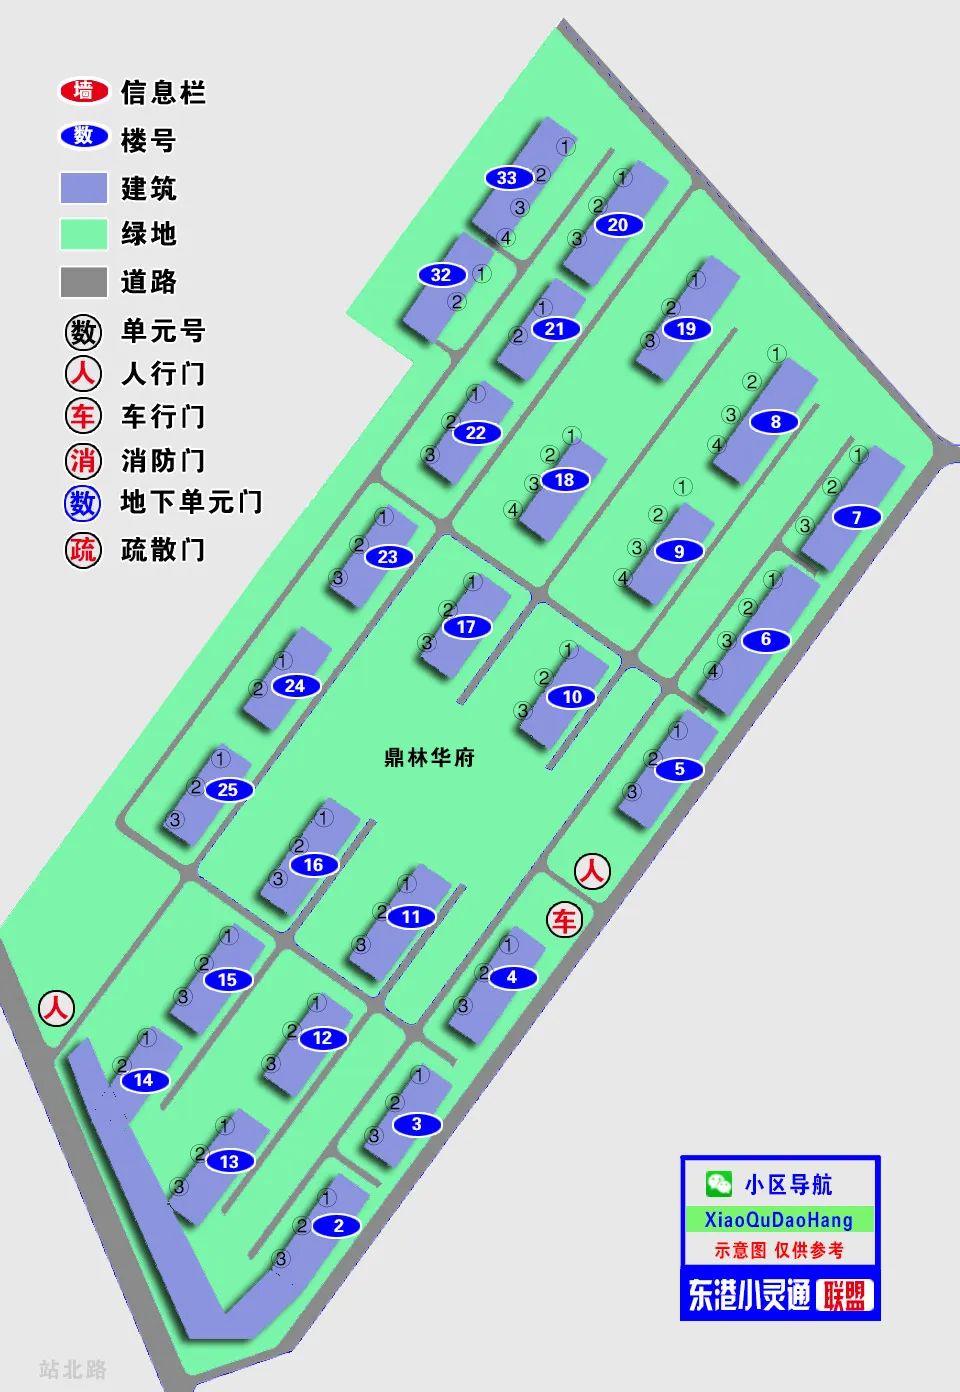 墙 信息栏
数 楼号
建筑
绿地
道路
数 单元号
人 人行门
车 车行门
消 消防门
数 地下单元门
疏 疏散门
33 1 2 3 4
32 1 2
20 1 2 3
21 1 2
19 1 2 3
22 1 2 3
8 1 2 3 4
18 1 2 3 4
7 1 2 3
9 1 2 3 4
23 1 2 3
6 1 2 3 4
17 1 2 3
24 1 2
10 1 2 3
鼎林华府
5 1 2 3
25 1 2 3
16 1 2 3
人
11 1 2 3
车
4 1 2 3
15 1 2 3
人
12 1 2 3
14 1 2
3 1 2 3
13 1 2 3
2 1 2 3
小区导航
XiaoQuDaoHang
示意图 仅供参考
东港小灵通 联盟
站北路